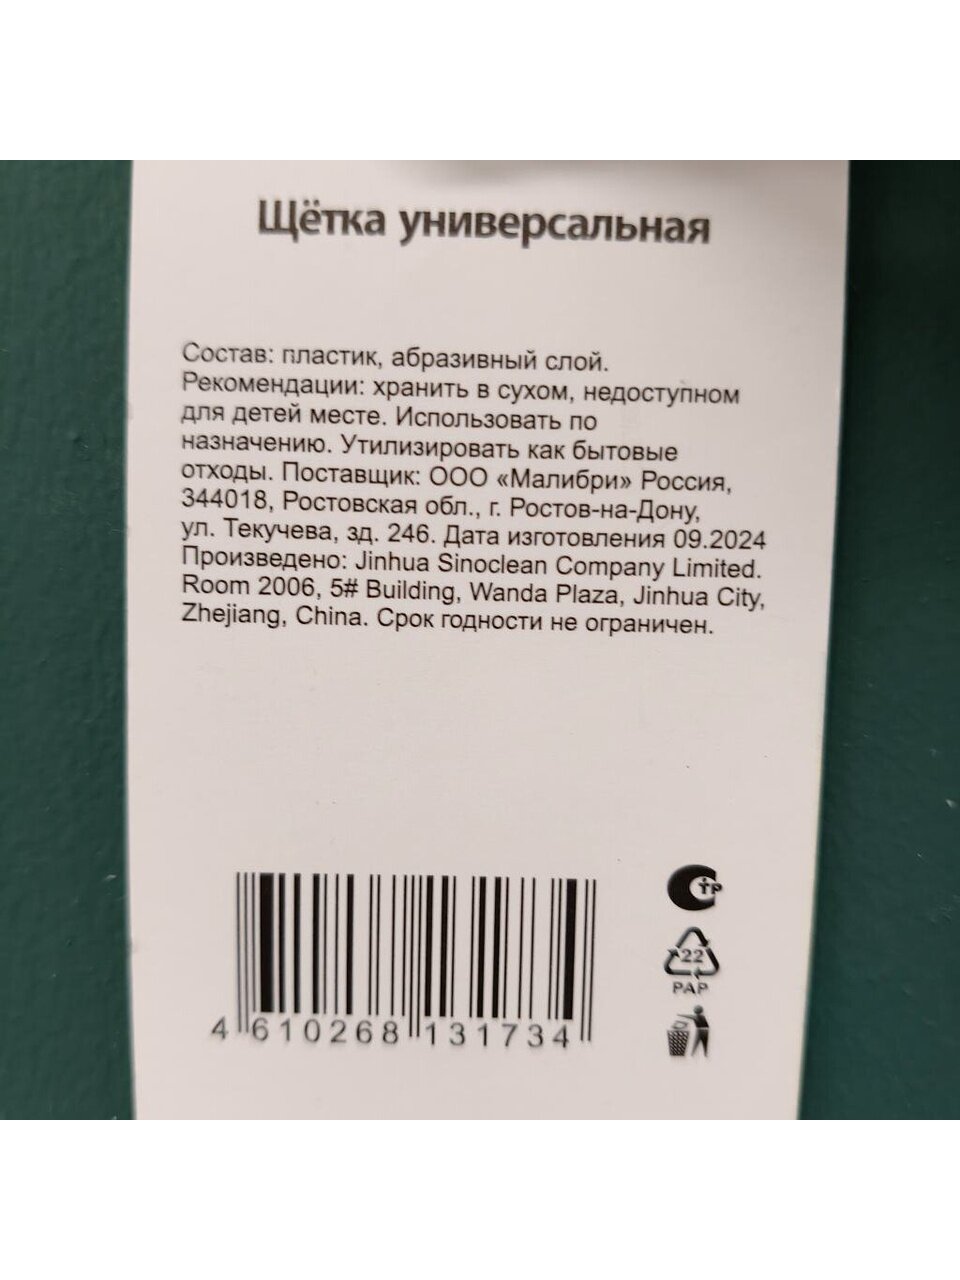 Щётка универсальная
Состав: пластик, абразивный слой.
Рекомендации: хранить в сухом, недоступном
для детей месте. Использовать по
назначению. Утилизировать как бытовые
отходы. Поставщик: ООО «Малибри» Россия,
344018, Ростовская обл., г. Ростов-на-Дону,
ул. Текучева, зд. 246. Дата изготовления 09.2024
Произведено: Jinhua Sinoclean Company Limited.
Room 2006, 5# Building, Wanda Plaza, Jinhua City,
Zhejiang, China. Срок годности не ограничен.
4 610268 131734
СТР
22
PAP